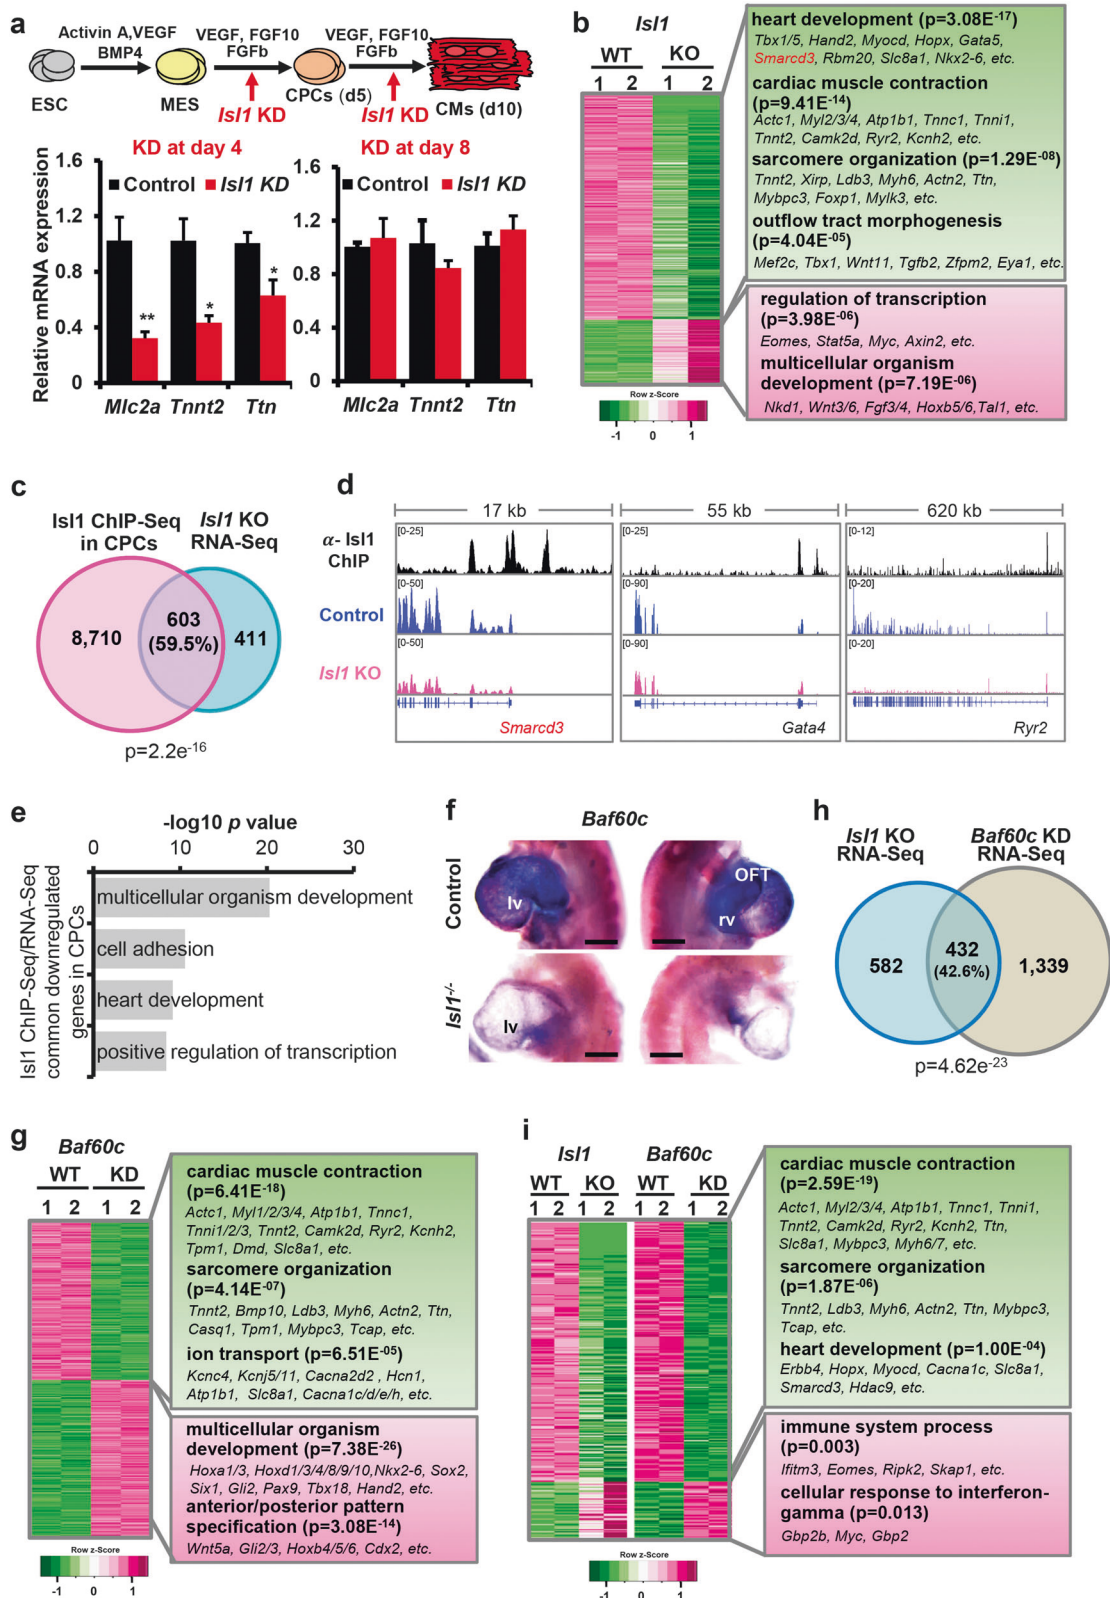 a
Activin A,VEGF
BMP4
VEGF, FGF10
FGFb
VEGF, FGF10
FGFb
ESC
MES
CPCs (d5)
CMs (d10)
Isl1 KD
Isl1 KD
KD at day 4
KD at day 8
Relative mRNA expression
1.6
1.2
0.8
0.4
0
Control
Isl1 KD
**
*
*
Mlc2a
Tnnt2
Ttn
1.6
1.2
0.8
0.4
0
Control
Isl1 KD
Mlc2a
Tnnt2
Ttn
b
Isl1
WT
KO
1 2 1 2
Row z-Score
-1 0 1
heart development (p=3.08E-17)
Tbx1/5, Hand2, Myocd, Hopx, Gata5,
Smarcd3, Rbm20, Slc8a1, Nkx2-6, etc.
cardiac muscle contraction
(p=9.41E-14)
Actc1, Myl2/3/4, Atp1b1, Tnnc1, Tnni1,
Tnnt2, Camk2d, Ryr2, Kcnh2, etc.
sarcomere organization (p=1.29E-08)
Tnnt2, Xirp, Ldb3, Myh6, Actn2, Ttn,
Mybpc3, Foxp1, Mylk3, etc.
outflow tract morphogenesis
(p=4.04E-05)
Mef2c, Tbx1, Wnt11, Tgfb2, Zfpm2, Eya1, etc.
regulation of transcription
(p=3.98E-06)
Eomes, Stat5a, Myc, Axin2, etc.
multicellular organism
development (p=7.19E-06)
Nkd1, Wnt3/6, Fgf3/4, Hoxb5/6,Tal1, etc.
c
Isl1 ChIP-Seq
in CPCs
Isl1 KO
RNA-Seq
8,710
603
(59.5%)
411
p=2.2e-16
d
17 kb
55 kb
620 kb
α- Isl1
ChIP
[0-25]
[0-25]
[0-12]
Control
[0-50]
[0-90]
[0-20]
Isl1 KO
[0-50]
[0-90]
[0-20]
Smarcd3
Gata4
Ryr2
e
-log10 p value
0 10 20 30
Isl1 ChIP-Seq/RNA-Seq
common downregulated
genes in CPCs
multicellular organism development
cell adhesion
heart development
positive regulation of transcription
f
Baf60c
Control
lv
OFT
rv
Isl1-/-
lv
h
Isl1 KO
RNA-Seq
Baf60c KD
RNA-Seq
582
432
(42.6%)
1,339
p=4.62e-23
g
Baf60c
WT
KD
1 2 1 2
Row z-Score
-1 0 1
cardiac muscle contraction
(p=6.41E-18)
Actc1, Myl1/2/3/4, Atp1b1, Tnnc1,
Tnni1/2/3, Tnnt2, Camk2d, Ryr2, Kcnh2,
Tpm1, Dmd, Slc8a1, etc.
sarcomere organization
(p=4.14E-07)
Tnnt2, Bmp10, Ldb3, Myh6, Actn2, Ttn,
Casq1, Tpm1, Mybpc3, Tcap, etc.
ion transport (p=6.51E-05)
Kcnc4, Kcnj5/11, Cacna2d2 , Hcn1,
Atp1b1, Slc8a1, Cacna1c/d/e/h, etc.
multicellular organism
development (p=7.38E-26)
Hoxa1/3, Hoxd1/3/4/8/9/10,Nkx2-6, Sox2,
Six1, Gli2, Pax9, Tbx18, Hand2, etc.
anterior/posterior pattern
specification (p=3.08E-14)
Wnt5a, Gli2/3, Hoxb4/5/6, Cdx2, etc.
i
Isl1
Baf60c
WT
KO
WT
KD
1 2 1 2 1 2 1 2
Row z-Score
-1 0 1
cardiac muscle contraction
(p=2.59E-19)
Actc1, Myl2/3/4, Atp1b1, Tnnc1, Tnni1,
Tnnt2, Camk2d, Ryr2, Kcnh2, Ttn,
Slc8a1, Mybpc3, Myh6/7, etc.
sarcomere organization
(p=1.87E-06)
Tnnt2, Ldb3, Myh6, Actn2, Ttn, Mybpc3,
Tcap, etc.
heart development (p=1.00E-04)
Erbb4, Hopx, Myocd, Cacna1c, Slc8a1,
Smarcd3, Hdac9, etc.
immune system process
(p=0.003)
Ifitm3, Eomes, Ripk2, Skap1, etc.
cellular response to interferon-
gamma (p=0.013)
Gbp2b, Myc, Gbp2